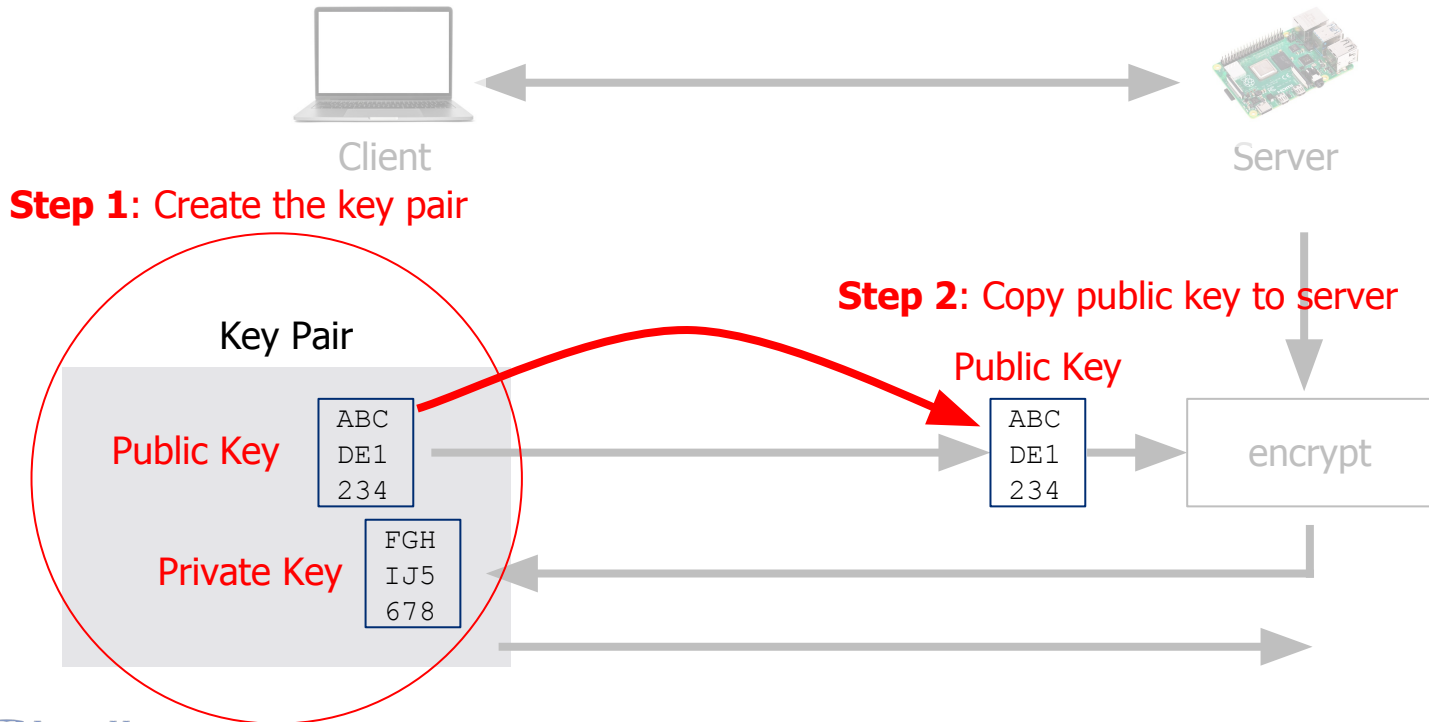 Client
Server
Step 1: Create the key pair
Step 2: Copy public key to server
Key Pair
Public Key
Public Key
ABC
DE1
234
ABC
DE1
234
encrypt
Private Key
FGH
IJ5
678